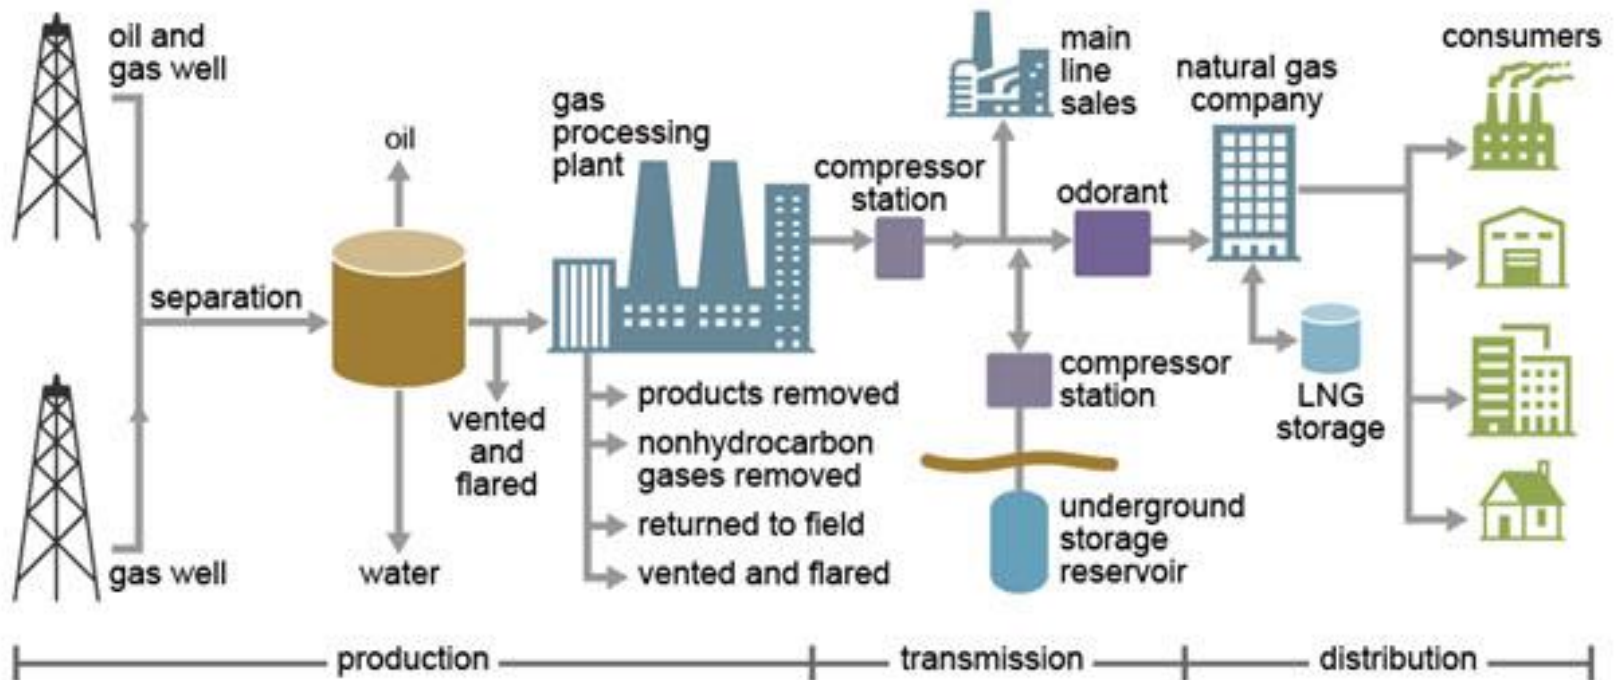 oil and
gas well
separation
gas well
oil
water
vented
and
flared
gas
processing
plant
products removed
nonhydrocarbon
gases removed
returned to field
vented and flared
compressor
station
main
line
sales
odorant
compressor
station
underground
storage
reservoir
natural gas
company
LNG
storage
consumers
production
transmission
distribution